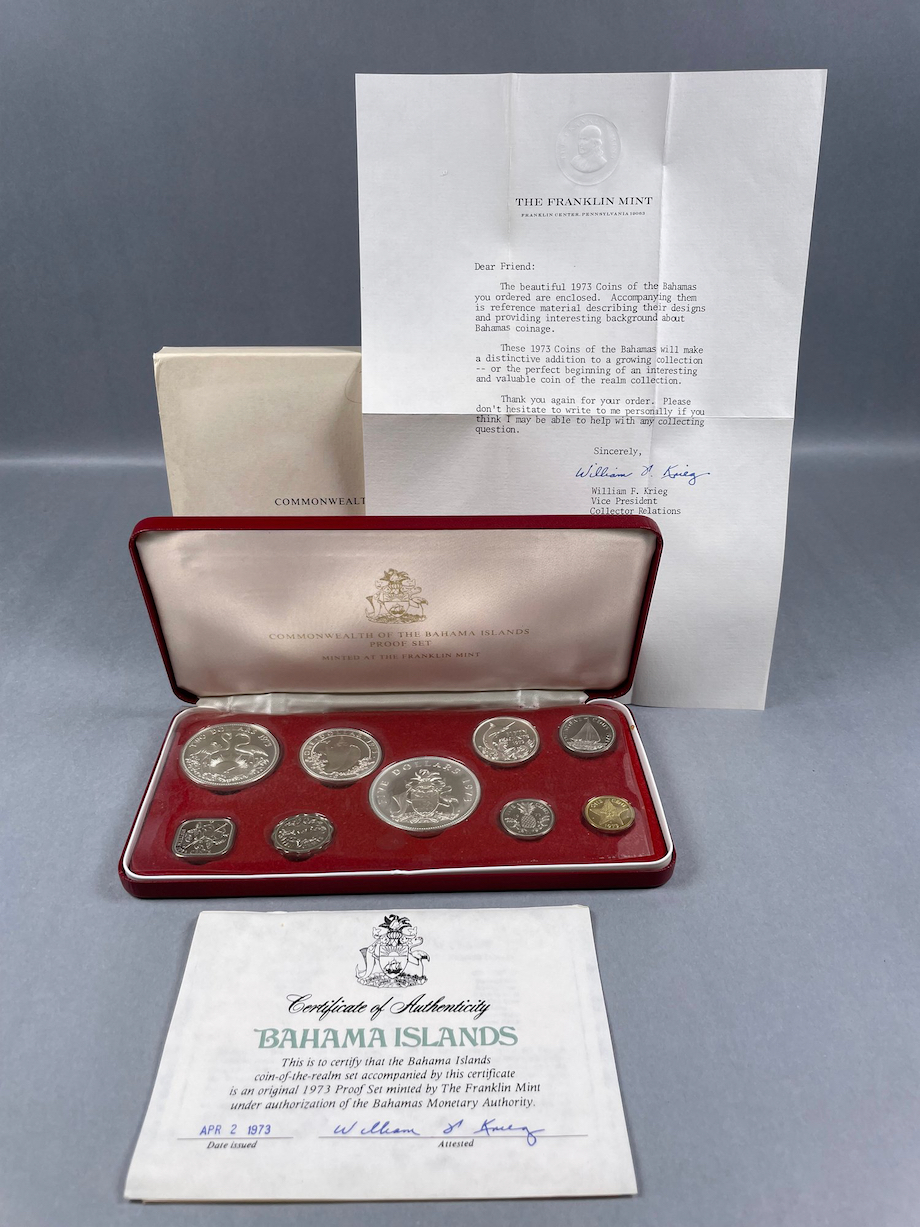 THE FRANKLIN MINT
FRANKLIN CENTER, PENNSYLVANIA 19063
Dear Friend:
The beautiful 1973 Coins of the Bahamas
you ordered are enclosed. Accompanying them
is reference material describing their designs
and providing interesting background about
Bahamas coinage.
These 1973 Coins of the Bahamas will make
a distinctive addition to a growing collection
-- or the perfect beginning of an interesting
and valuable coin of the realm collection.
Thank you again for your order. Please
don't hesitate to write to me personally if you
think I may be able to help with any collecting
question.
Sincerely,
William F. Krieg
William F. Krieg
Vice President
Collector Relations
COMMONWEALT
COMMONWEALTH OF THE BAHAMA ISLANDS
PROOF SET
MINTED AT THE FRANKLIN MINT
TWO DOLLARS 1973
ONE DOLLAR 1973
FIVE DOLLARS 1973
Certificate of Authenticity
BAHAMA ISLANDS
This is to certify that the Bahama Islands
coin-of-the-realm set accompanied by this certificate
is an original 1973 Proof Set minted by The Franklin Mint
under authorization of the Bahamas Monetary Authority.
APR 2 1973 William F. Krieg
Date issued Attested